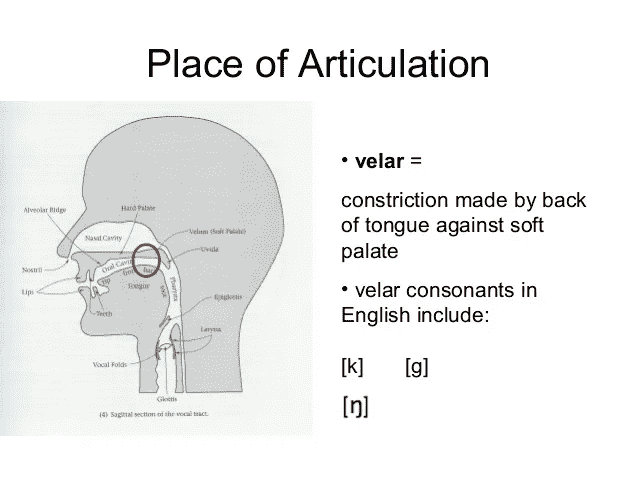 Place of Articulation
Alveolar Ridge
Hard Palate
Nasal Cavity
Velum (Soft Palate)
Uvula
Oral Cavity
Nostril
Lips
Tip
front
Back
Tongue
root
Pharynx
Teeth
Epiglottis
Larynx
Vocal Folds
Glottis
(4) Sagittal section of the vocal tract.
• velar =
constriction made by back
of tongue against soft
palate
• velar consonants in
English include:
[k] [g]
[ŋ]